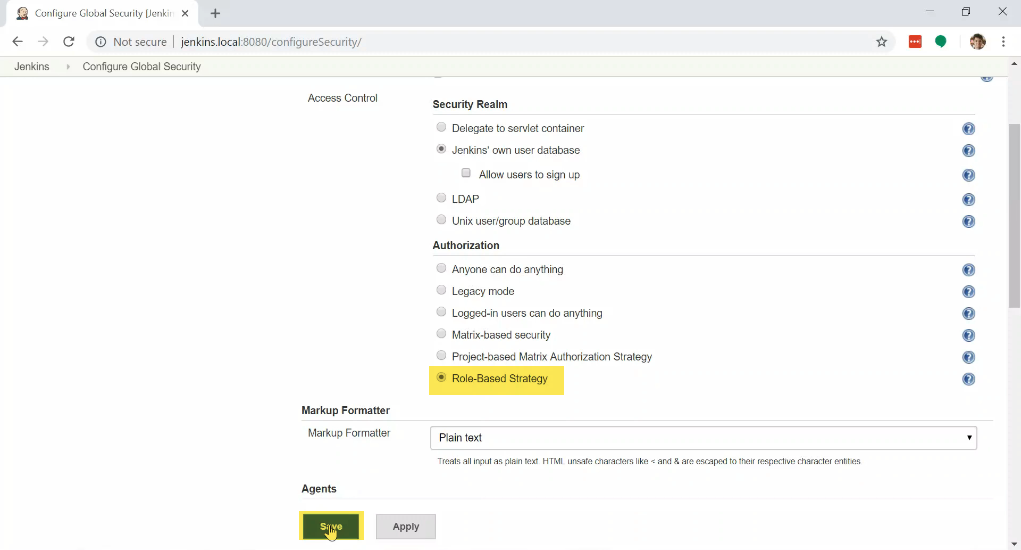 Configure Global Security [Jenkin
Not secure jenkins.local:8080/configureSecurity/
Jenkins Configure Global Security
Access Control
Security Realm
Delegate to servlet container
Jenkins' own user database
Allow users to sign up
LDAP
Unix user/group database
Authorization
Anyone can do anything
Legacy mode
Logged-in users can do anything
Matrix-based security
Project-based Matrix Authorization Strategy
Role-Based Strategy
Markup Formatter
Markup Formatter Plain text
Treats all input as plain text. HTML unsafe characters like < and & are escaped to their respective character entities.
Agents
Save Apply